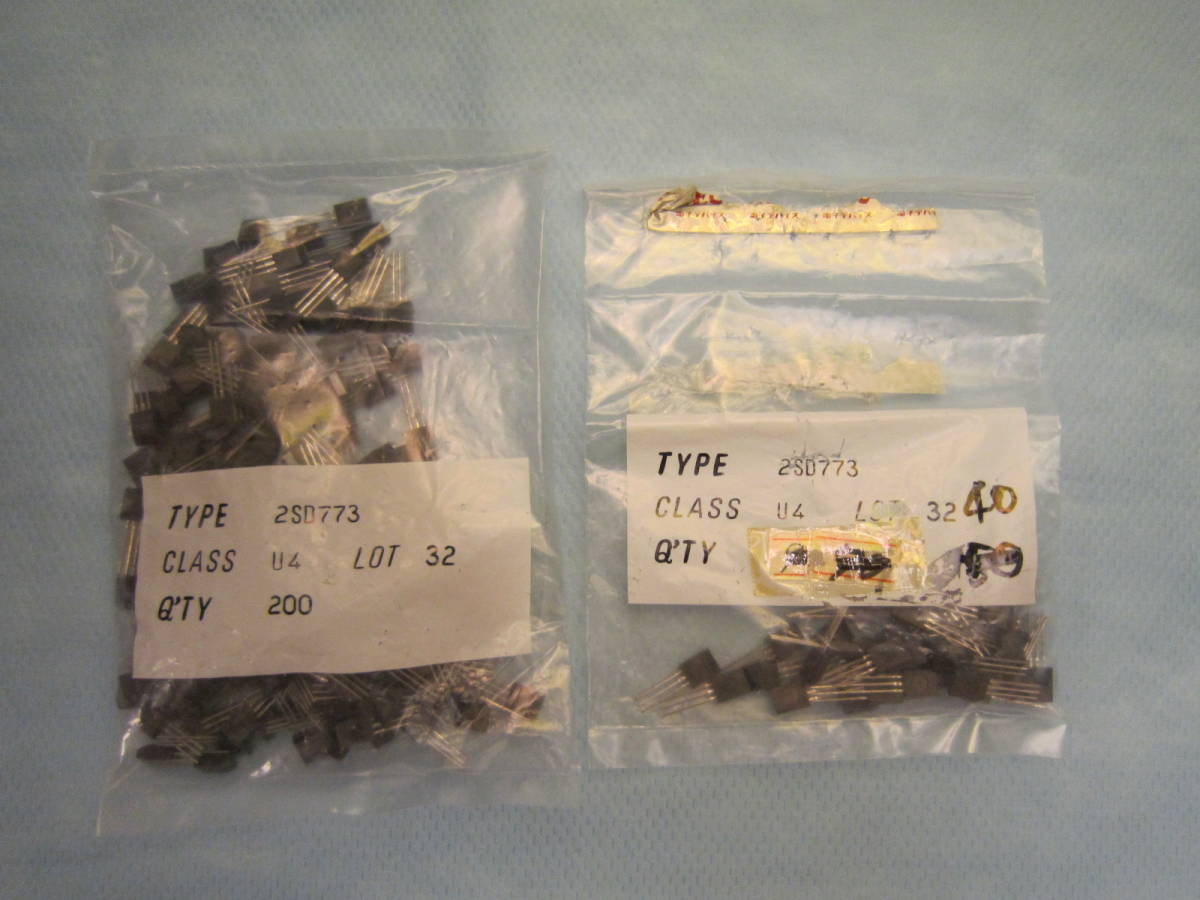 TYPE 2SD773
CLASS U4 LOT 32
Q'TY 200
TYPE 2SD773
CLASS U4 LOT 32 40
Q'TY